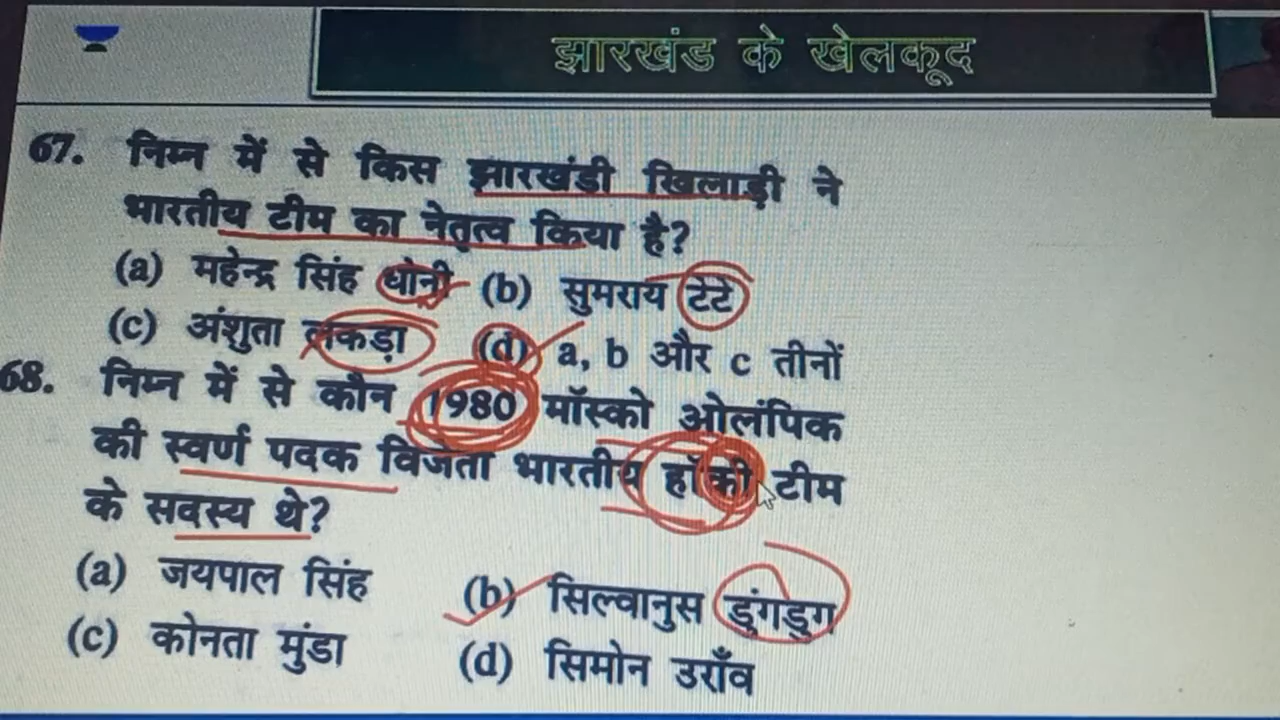 झारखंड के खेलकूद
67. निम्न में से किस झारखंडी खिलाड़ी ने
भारतीय टीम का नेतृत्व किया है?
(a) महेन्द्र सिंह धोनी (b) सुमराय टेटे
(c) अंशुता लकड़ा (d) a, b और c तीनों
68. निम्न में से कौन 1980 मॉस्को ओलंपिक
की स्वर्ण पदक विजेता भारतीय हॉकी टीम
के सदस्य थे?
(a) जयपाल सिंह (b) सिल्वानुस डुंगडुग
(c) कोनता मुंडा (d) सिमोन उराँव